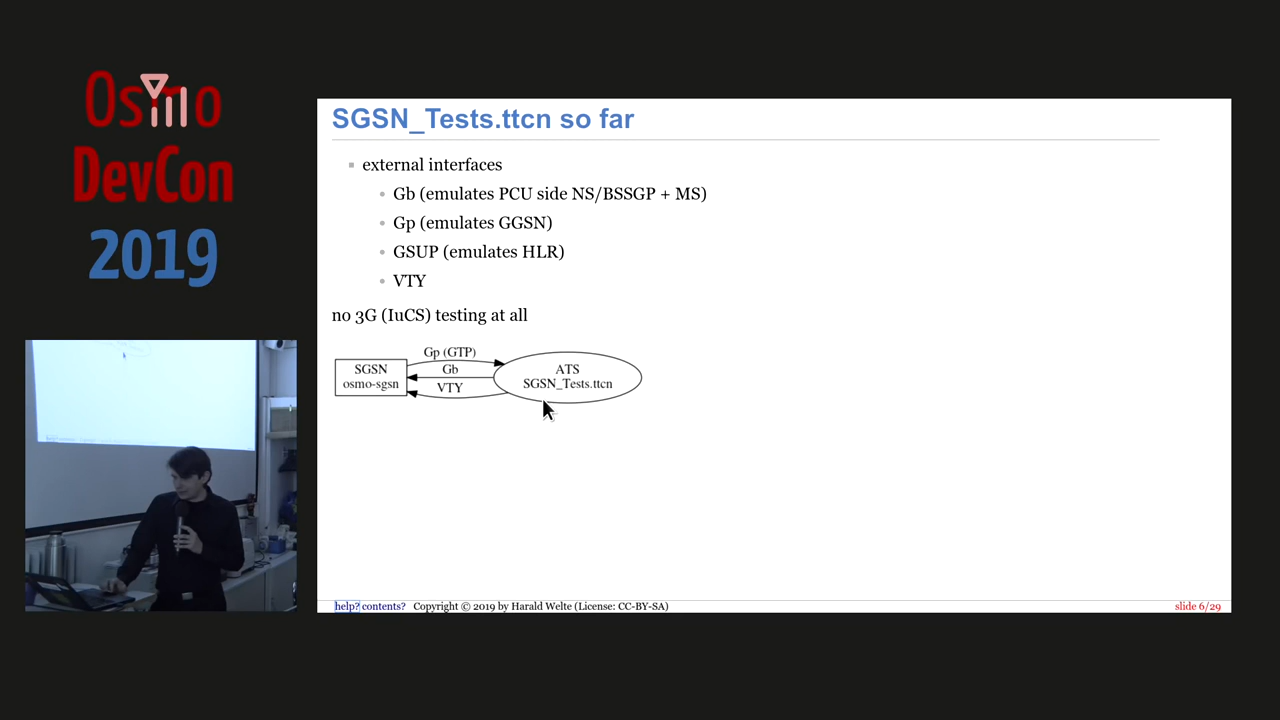 Osmo
DevCon
2019
SGSN_Tests.ttcn so far
external interfaces
Gb (emulates PCU side NS/BSSGP + MS)
Gp (emulates GGSN)
GSUP (emulates HLR)
VTY
no 3G (IuCS) testing at all
SGSN
osmo-sgsn
Gp (GTP)
Gb
VTY
ATS
SGSN_Tests.ttcn
help? contents? Copyright © 2019 by Harald Welte (License: CC-BY-SA)
slide 6/29